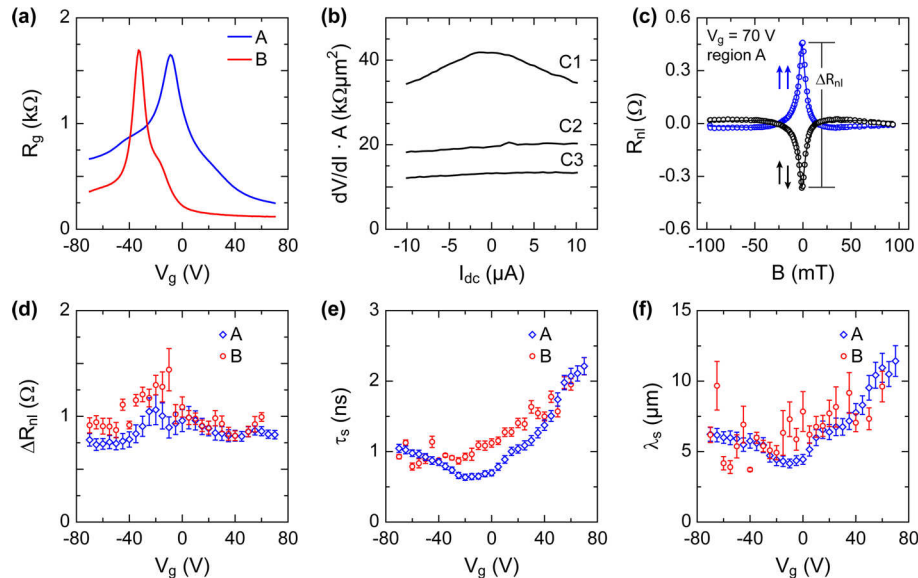 (a)
A
B
R_g (kΩ)
2
1
0
-80 -40 0 40 80
V_g (V)
(b)
C1
C2
C3
dV/dI · A (kΩμm²)
40
20
0
-10 -5 0 5 10
I_dc (μA)
(c)
V_g = 70 V
region A
ΔR_nl
R_nl (Ω)
0.6
0.3
0.0
-0.3
-0.6
-100 -50 0 50 100
B (mT)
(d)
A
B
ΔR_nl (Ω)
2
1
0
-80 -40 0 40 80
V_g (V)
(e)
A
B
τ_s (ns)
3
2
1
0
-80 -40 0 40 80
V_g (V)
(f)
A
B
λ_s (μm)
15
10
5
0
-80 -40 0 40 80
V_g (V)